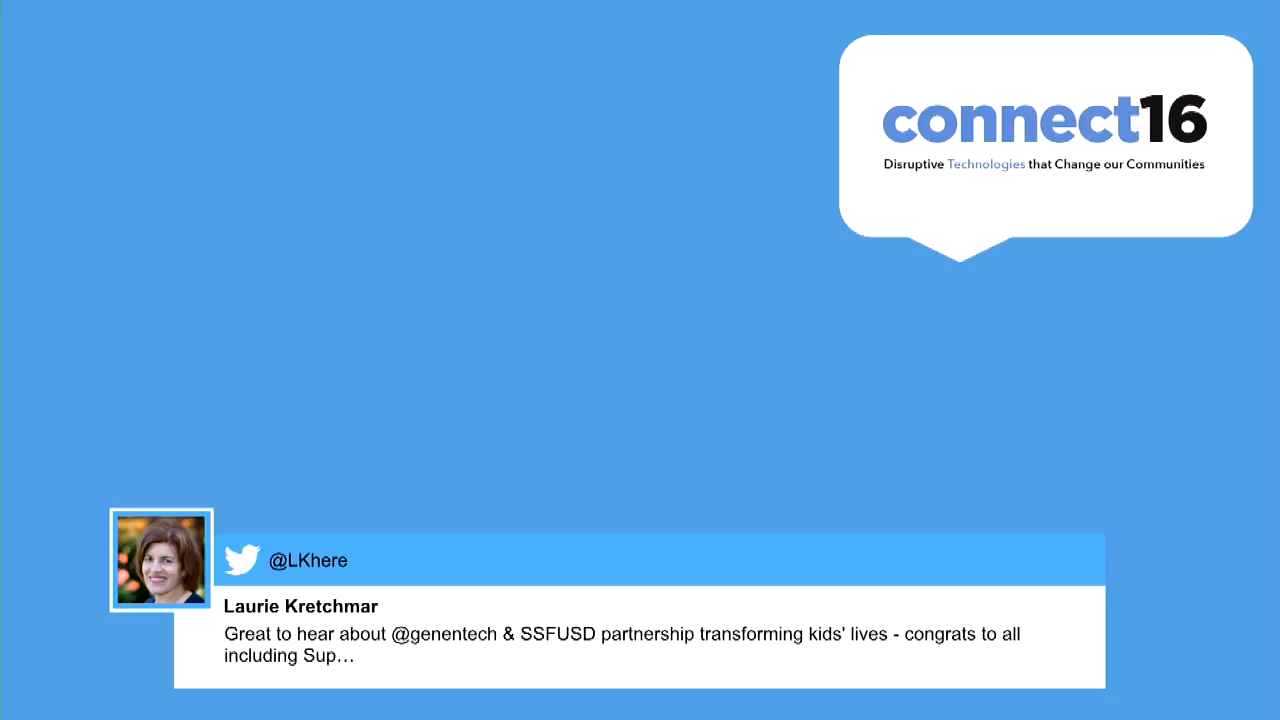 connect16
Disruptive Technologies that Change our Communities
@LKhere
Laurie Kretchmar
Great to hear about @genentech & SSFUSD partnership transforming kids' lives - congrats to all
including Sup…